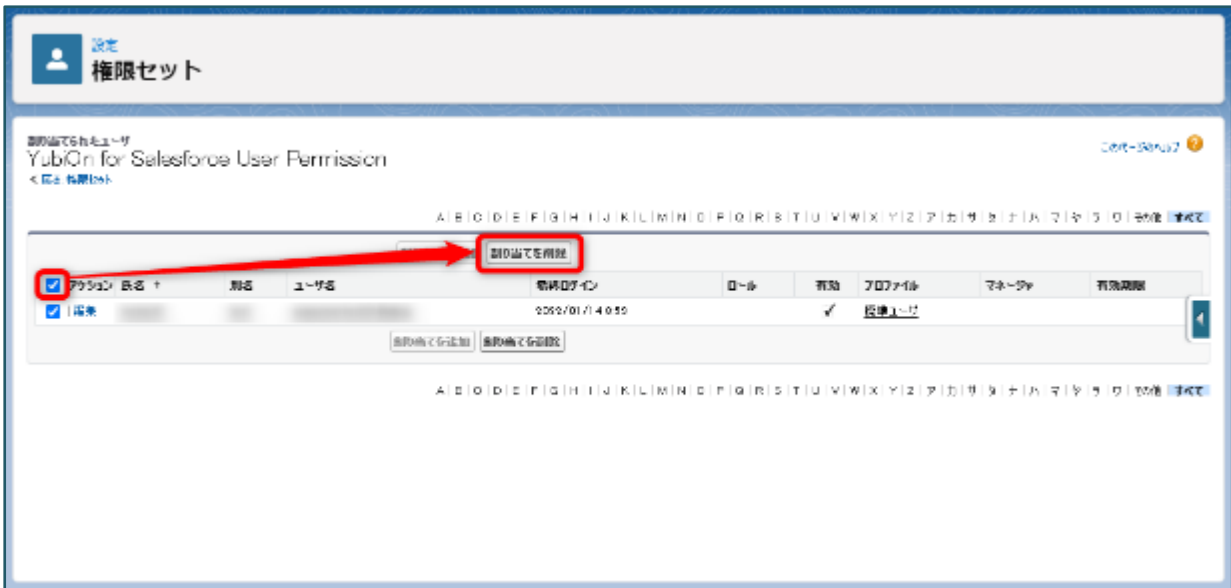 設定
権限セット
割り当てられたユーザ
YubiOn for Salesforce User Permission
このページのヘルプ
« 戻る 権限セット
A | B | C | D | E | F | G | H | I | J | K | L | M | N | O | P | Q | R | S | T | U | V | W | X | Y | Z | ア | カ | サ | タ | ナ | ハ | マ | ヤ | ラ | ワ | その他 | すべて
割り当てを削除
アクション 氏名 ↑ 別名 ユーザ名 最終ログイン ロール 有効 プロファイル マネージャ 有効期限
編集 ✓ 標準ユーザ
割り当てを追加 割り当てを削除
A | B | C | D | E | F | G | H | I | J | K | L | M | N | O | P | Q | R | S | T | U | V | W | X | Y | Z | ア | カ | サ | タ | ナ | ハ | マ | ヤ | ラ | ワ | その他 | すべて